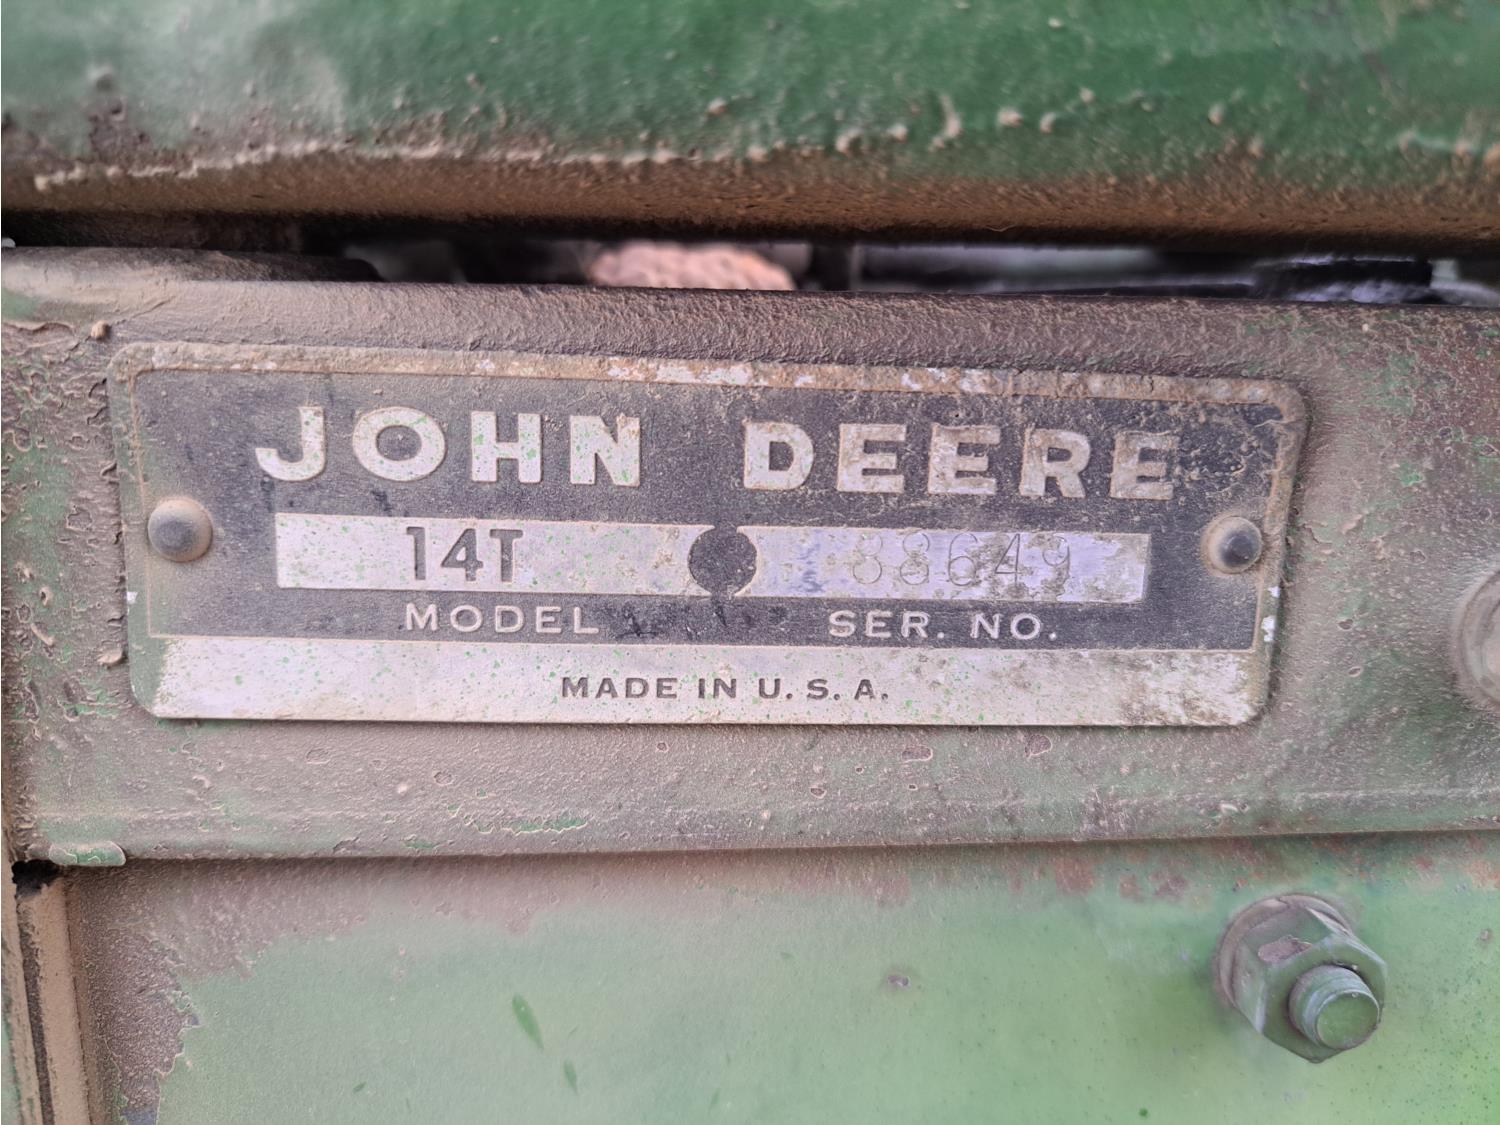 JOHN DEERE
14T 88649
MODEL SER. NO.
MADE IN U. S. A.